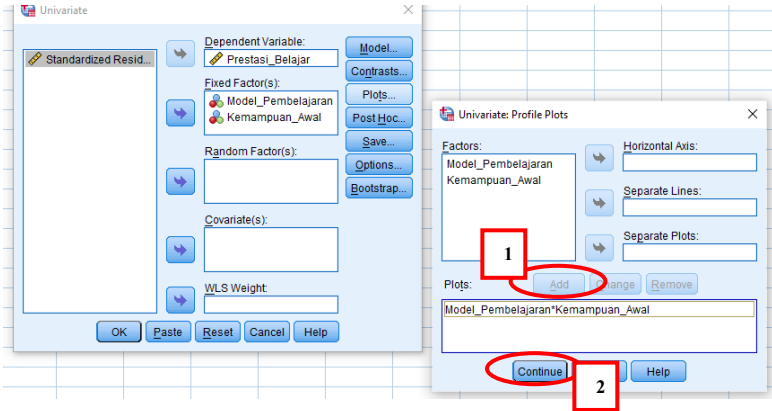 Univariate
Standardized Resid...
Dependent Variable:
Prestasi_Belajar
Fixed Factor(s):
Model_Pembelajaran
Kemampuan_Awal
Random Factor(s):
Covariate(s):
WLS Weight:
Model...
Contrasts...
Plots...
Post Hoc...
Save...
Options...
Bootstrap...
OK
Paste
Reset
Cancel
Help
Univariate: Profile Plots
Factors:
Model_Pembelajaran
Kemampuan_Awal
Horizontal Axis:
Separate Lines:
Separate Plots:
1
Plots:
Add
Change
Remove
Model_Pembelajaran*Kemampuan_Awal
Continue
Help
2